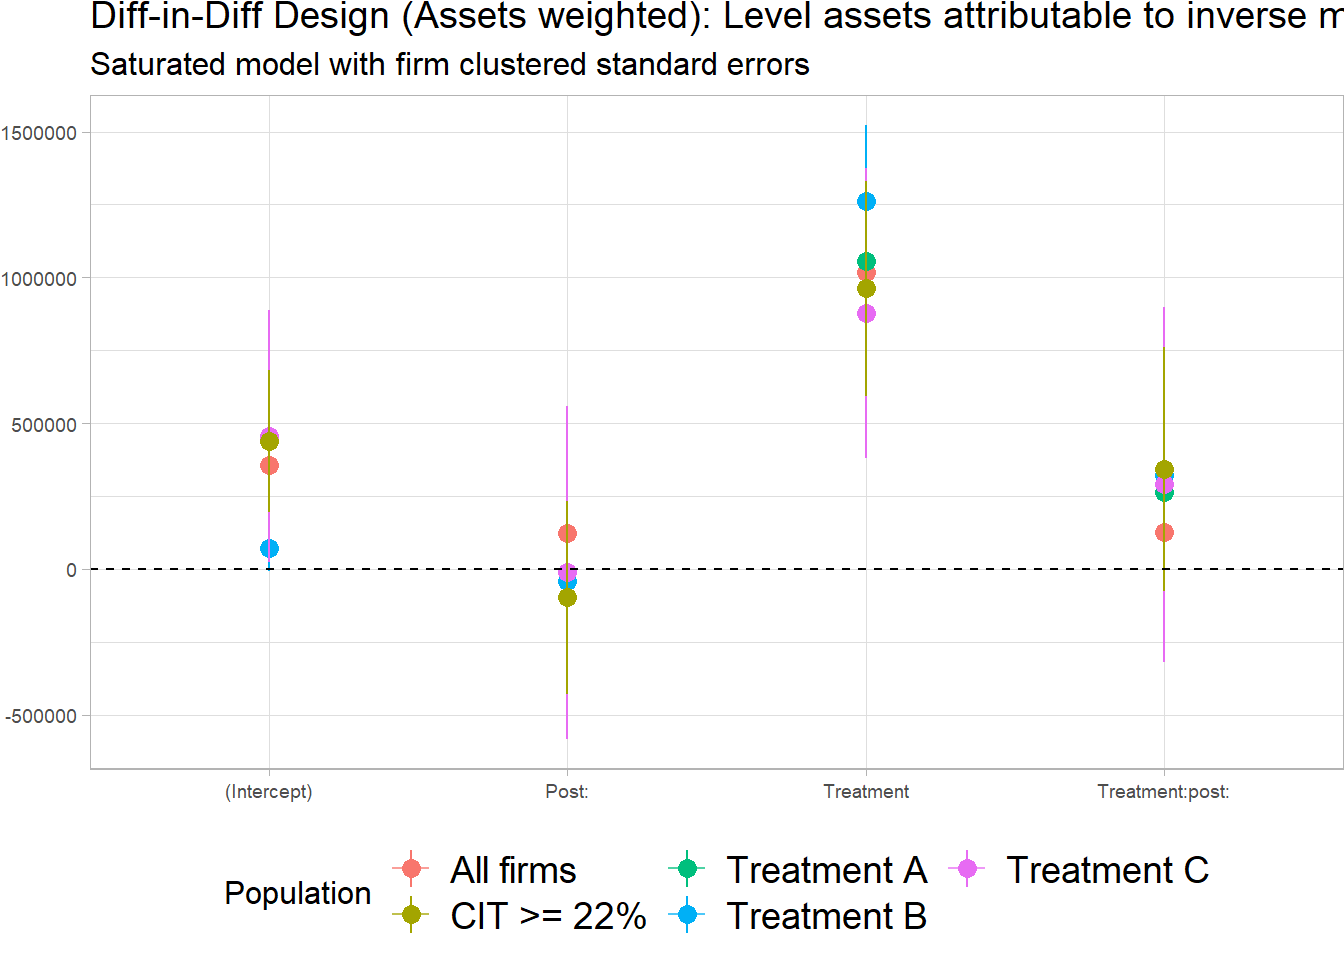 Diff-in-Diff Design (Assets weighted): Level assets attributable to inverse
Saturated model with firm clustered standard errors
1500000
1000000
500000
0
-500000
(Intercept) Post: Treatment Treatment:post:
Population
All firms Treatment A Treatment C
CIT >= 22% Treatment B